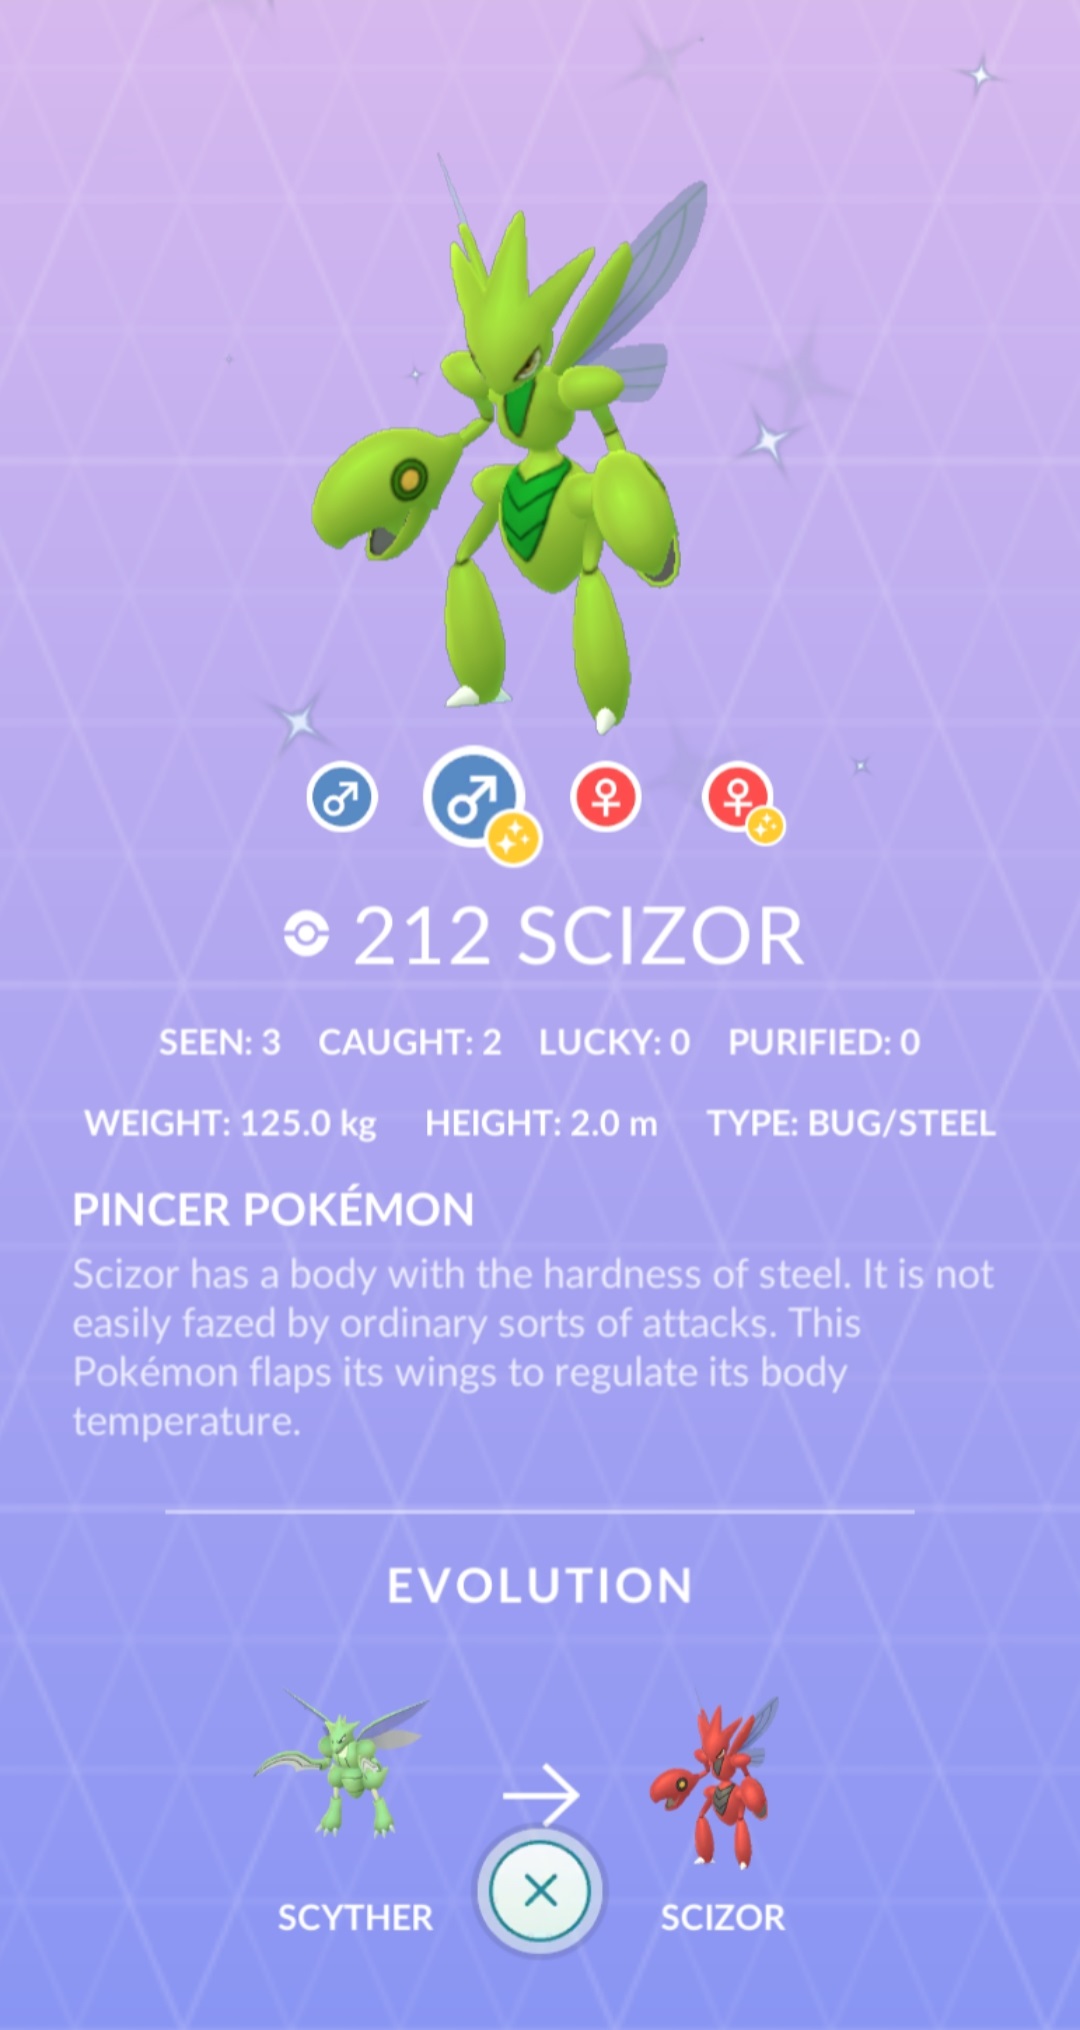 212 SCIZOR
SEEN: 3 CAUGHT: 2 LUCKY: 0 PURIFIED: 0
WEIGHT: 125.0 kg HEIGHT: 2.0 m TYPE: BUG/STEEL
PINCER POKÉMON
Scizor has a body with the hardness of steel. It is not
easily fazed by ordinary sorts of attacks. This
Pokémon flaps its wings to regulate its body
temperature.
EVOLUTION
SCYTHER SCIZOR